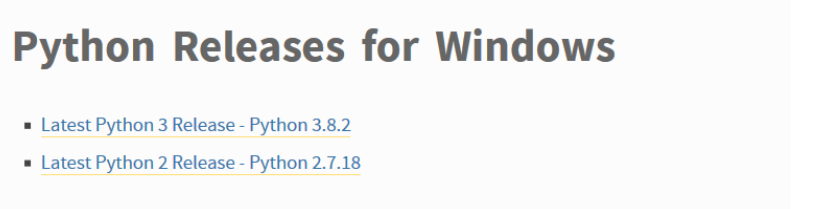 Python Releases for Windows
Latest Python 3 Release - Python 3.8.2
Latest Python 2 Release - Python 2.7.18